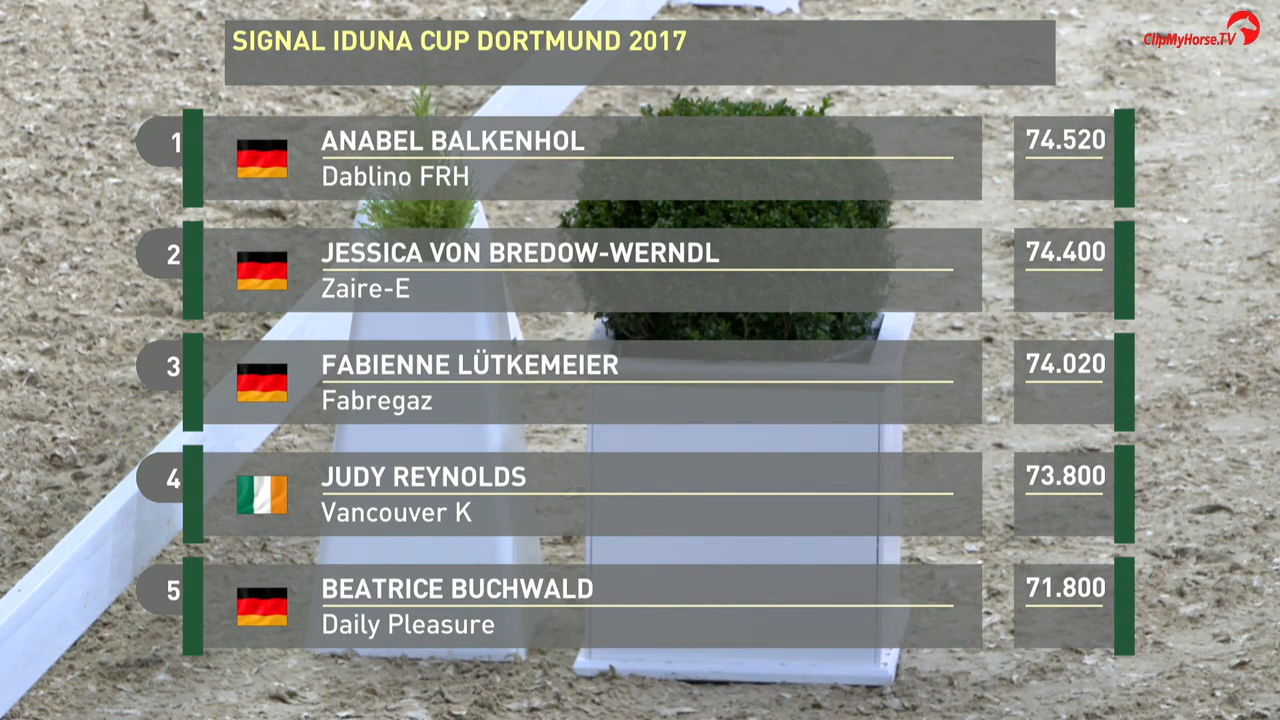 SIGNAL IDUNA CUP DORTMUND 2017
ClipMyHorse.TV
1
ANABEL BALKENHOL
74.520
Dablino FRH
2
JESSICA VON BREDOW-WERNDL
74.400
Zaire-E
3
FABIENNE LÜTKEMEIER
74.020
Fabregaz
4
JUDY REYNOLDS
73.800
Vancouver K
5
BEATRICE BUCHWALD
71.800
Daily Pleasure